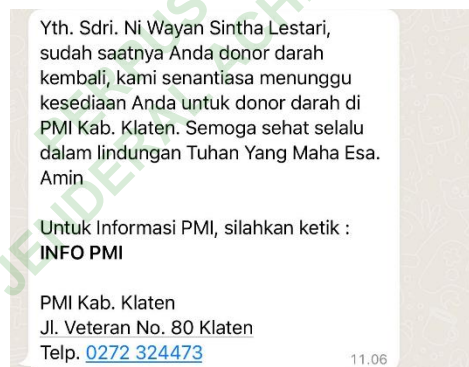 Yth. Sdri. Ni Wayan Sintha Lestari,
sudah saatnya Anda donor darah
kembali, kami senantiasa menunggu
kesediaan Anda untuk donor darah di
PMI Kab. Klaten. Semoga sehat selalu
dalam lindungan Tuhan Yang Maha Esa.
Amin
Untuk Informasi PMI, silahkan ketik :
INFO PMI
PMI Kab. Klaten
Jl. Veteran No. 80 Klaten
Telp. 0272 324473
11.06